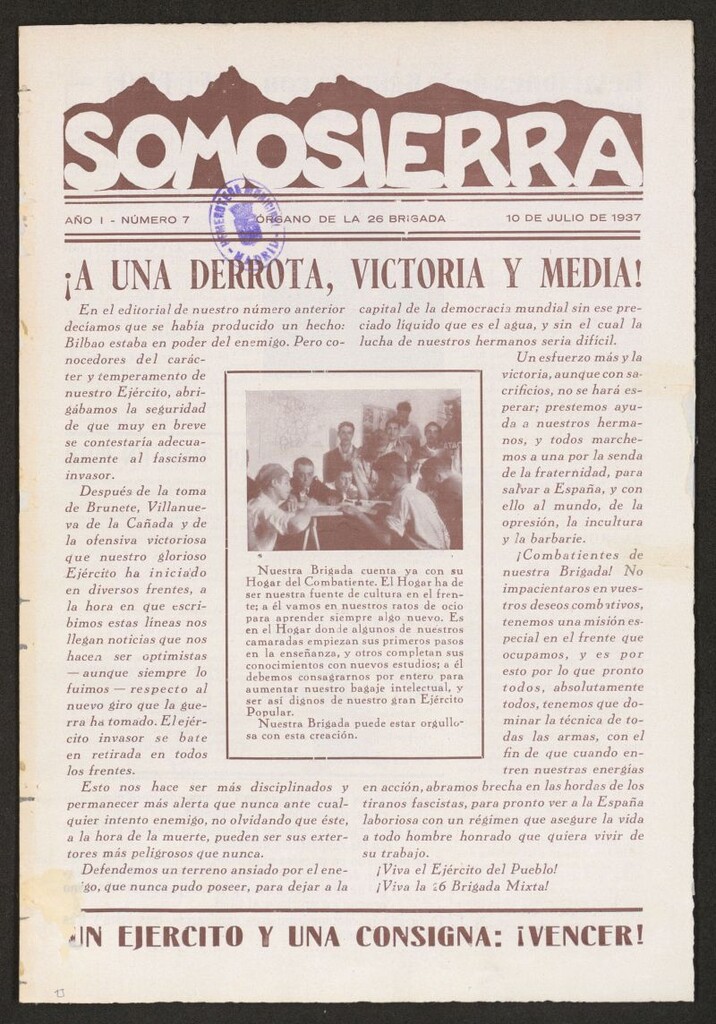 SOMOSIERRA
AÑO I - NÚMERO 7
ÓRGANO DE LA 26 BRIGADA
10 DE JULIO DE 1937
HEMEROTECA MUNICIPAL
MADRID
¡A UNA DERROTA, VICTORIA Y MEDIA!
En el editorial de nuestro número anterior
decíamos que se había producido un hecho:
Bilbao estaba en poder del enemigo. Pero co-
nocedores del carác-
ter y temperamento de
nuestro Ejército, abri-
gábamos la seguridad
de que muy en breve
se contestaría adecua-
damente al fascismo
invasor.
Después de la toma
de Brunete, Villanue-
va de la Cañada y de
la ofensiva victoriosa
que nuestro glorioso
Ejército ha iniciado
en diversos frentes, a
la hora en que escri-
bimos estas líneas nos
llegan noticias que nos
hacen ser optimistas
—aunque siempre lo
fuimos — respecto al
nuevo giro que la gue-
rra ha tomado. El ejér-
cito invasor se bate
en retirada en todos
los frentes.
Esto nos hace ser más disciplinados y
permanecer más alerta que nunca ante cual-
quier intento enemigo, no olvidando que éste,
a la hora de la muerte, pueden ser sus exter-
tores más peligrosos que nunca.
Defendemos un terreno ansiado por el ene-
igo, que nunca pudo poseer, para dejar a la
Nuestra Brigada cuenta ya con su
Hogar del Combatiente. El Hogar ha de
ser nuestra fuente de cultura en el fren-
te; a él vamos en nuestros ratos de ocio
para aprender siempre algo nuevo. Es
en el Hogar donde algunos de nuestros
camaradas empiezan sus primeros pasos
en la enseñanza, y otros completan sus
conocimientos con nuevos estudios; a él
debemos consagrarnos por entero para
aumentar nuestro bagaje intelectual, y
ser así dignos de nuestro gran Ejército
Popular.
Nuestra Brigada puede estar orgullo-
sa con esta creación.
capital de la democracia mundial sin ese pre-
ciado líquido que es el agua, y sin el cual la
lucha de nuestros hermanos sería difícil.
Un esfuerzo más y la
victoria, aunque con sa-
crificios, no se hará es-
perar; prestemos ayu-
da a nuestros herma-
nos, y todos marche-
mos a una por la senda
de la fraternidad, para
salvar a España, y con
ello al mundo, de la
opresión, la incultura
y la barbarie.
¡Combatientes de
nuestra Brigada! No
impacientaros en vues-
tros deseos combativos,
tenemos una misión es-
pecial en el frente que
ocupamos, y es por
esto por lo que pronto
todos, absolutamente
todos, tenemos que do-
minar la técnica de to-
das las armas, con el
fin de que cuando en-
tren nuestras energías
en acción, abramos brecha en las hordas de los
tiranos fascistas, para pronto ver a la España
laboriosa con un régimen que asegure la vida
a todo hombre honrado que quiera vivir de
su trabajo.
¡Viva el Ejército del Pueblo!
¡Viva la 26 Brigada Mixta!
UN EJERCITO Y UNA CONSIGNA: ¡VENCER!